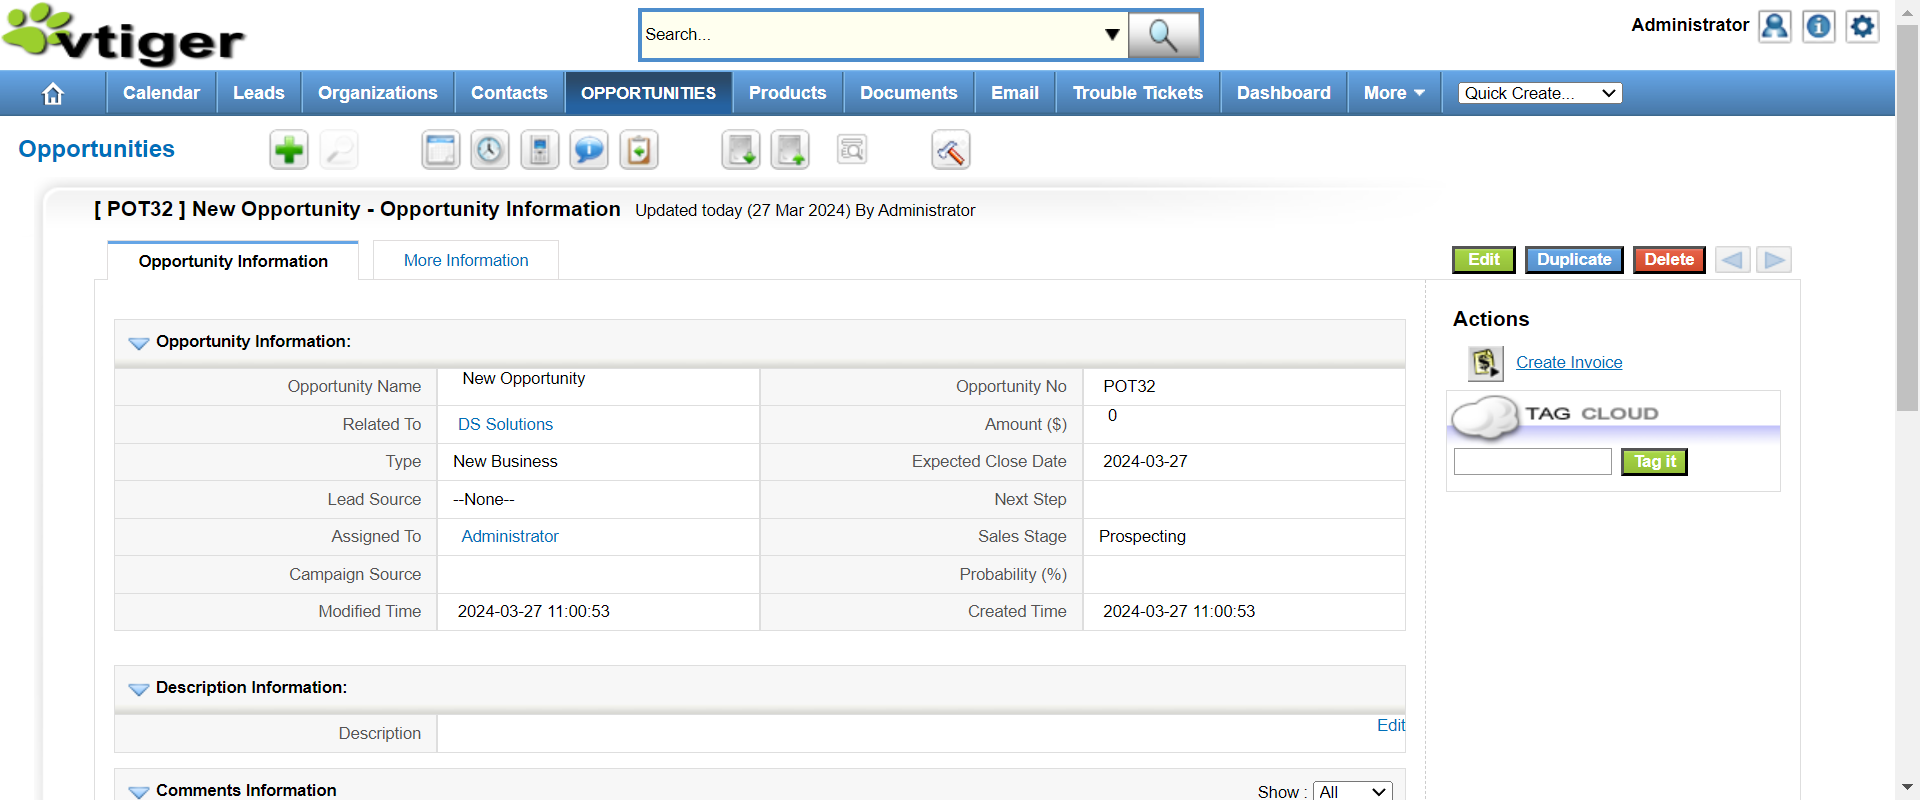 vtiger
Search...
Administrator
Calendar Leads Organizations Contacts OPPORTUNITIES Products Documents Email Trouble Tickets Dashboard More Quick Create...
Opportunities
[ POT32 ] New Opportunity - Opportunity Information Updated today (27 Mar 2024) By Administrator
Opportunity Information More Information Edit Duplicate Delete
Actions
Create Invoice
TAG CLOUD
Tag it
Opportunity Information:
Opportunity Name New Opportunity Opportunity No POT32
Related To DS Solutions Amount ($) 0
Type New Business Expected Close Date 2024-03-27
Lead Source --None-- Next Step
Assigned To Administrator Sales Stage Prospecting
Campaign Source Probability (%)
Modified Time 2024-03-27 11:00:53 Created Time 2024-03-27 11:00:53
Description Information:
Description Edit
Comments Information Show : All